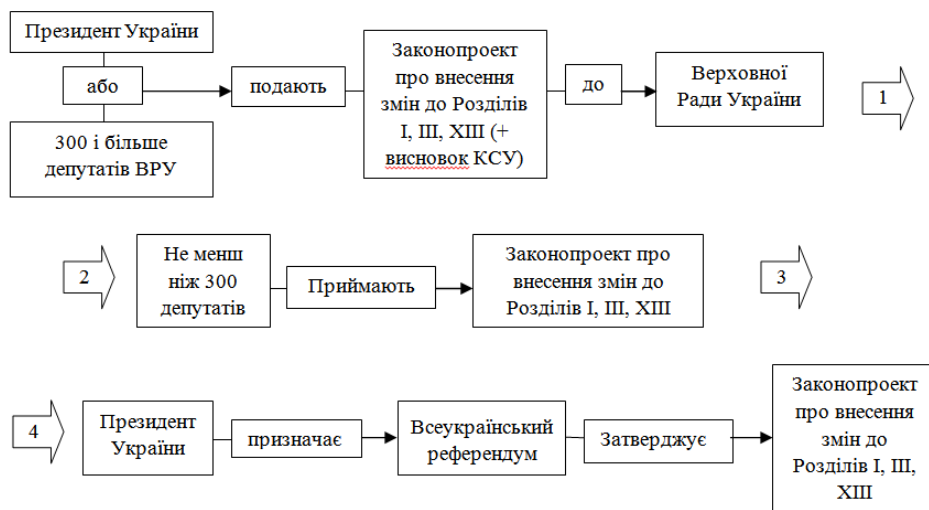 Президент України
або
300 і більше
депутатів ВРУ
подають
Законопроект
про внесення
змін до Розділів
І, ІІІ, ХІІІ (+
висновок КСУ)
до
Верховної
Ради України
1
2
Не менш
ніж 300
депутатів
Приймають
Законопроект про
внесення змін до
Розділів І, ІІІ, ХІІІ
3
4
Президент
України
призначає
Всеукраїнський
референдум
Затверджує
Законопроект
про внесення
змін до
Розділів І, ІІІ,
ХІІІ